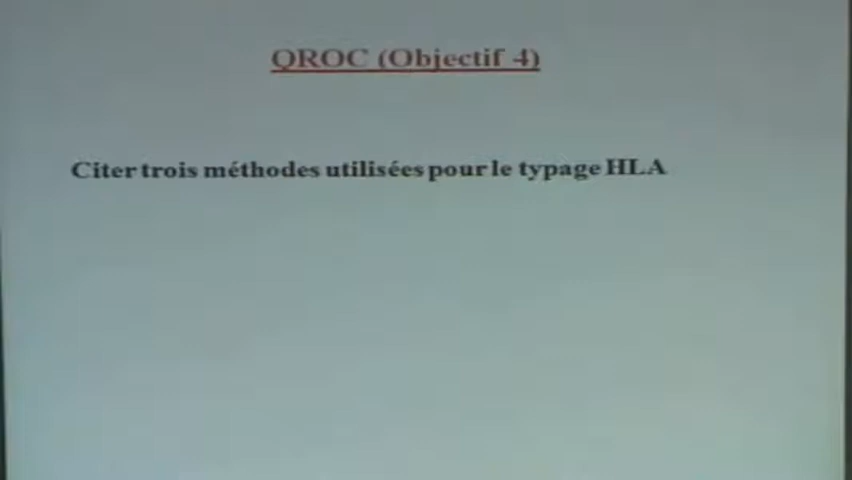 QROC (Objectif 4)
Citer trois méthodes utilisées pour le typage HLA